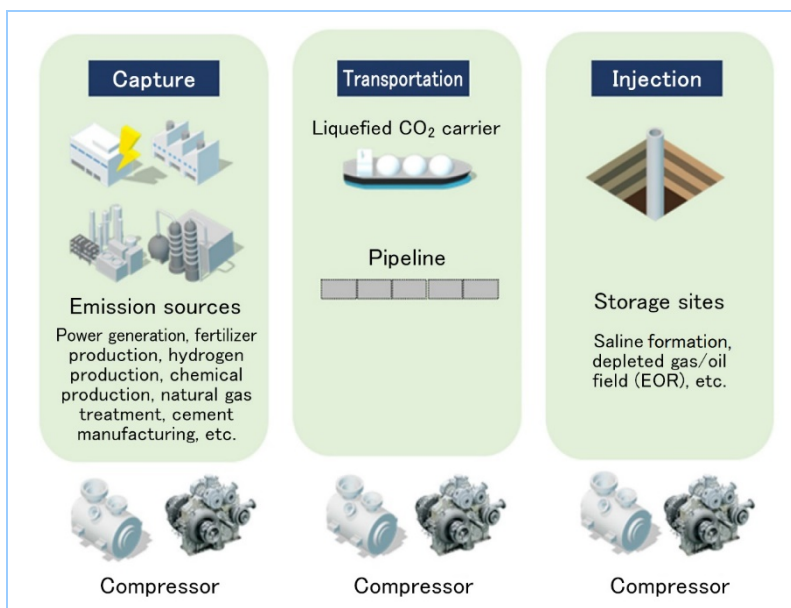 Capture
Emission sources
Power generation, fertilizer
production, hydrogen
production, chemical
production, natural gas
treatment, cement
manufacturing, etc.
Compressor
Transportation
Liquefied CO₂ carrier
Pipeline
Compressor
Injection
Storage sites
Saline formation,
depleted gas/oil
field (EOR), etc.
Compressor